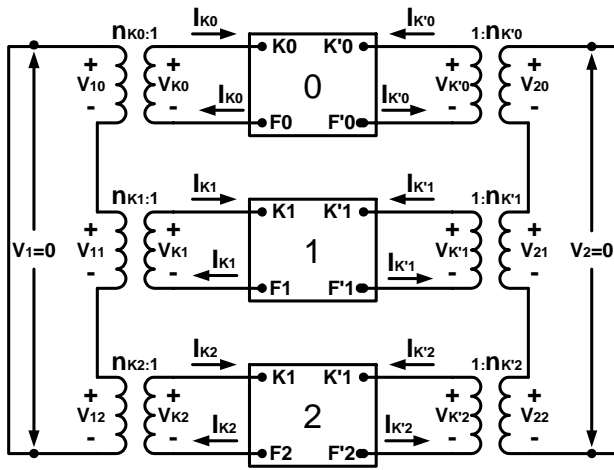 nK0:1 IK0 IK'0 1:nK'0
K0 K'0
+ + + +
V10 VK0 IK0 0 IK'0 VK'0 V20
- - - -
F0 F'0
nK1:1 IK1 IK'1 1:nK'1
K1 K'1
+ + + +
V1=0 V11 VK1 IK1 1 IK'1 VK'1 V21 V2=0
- - - -
F1 F'1
nK2:1 IK2 IK'2 1:nK'2
K1 K'1
+ + + +
V12 VK2 IK2 2 IK'2 VK'2 V22
- - - -
F2 F'2